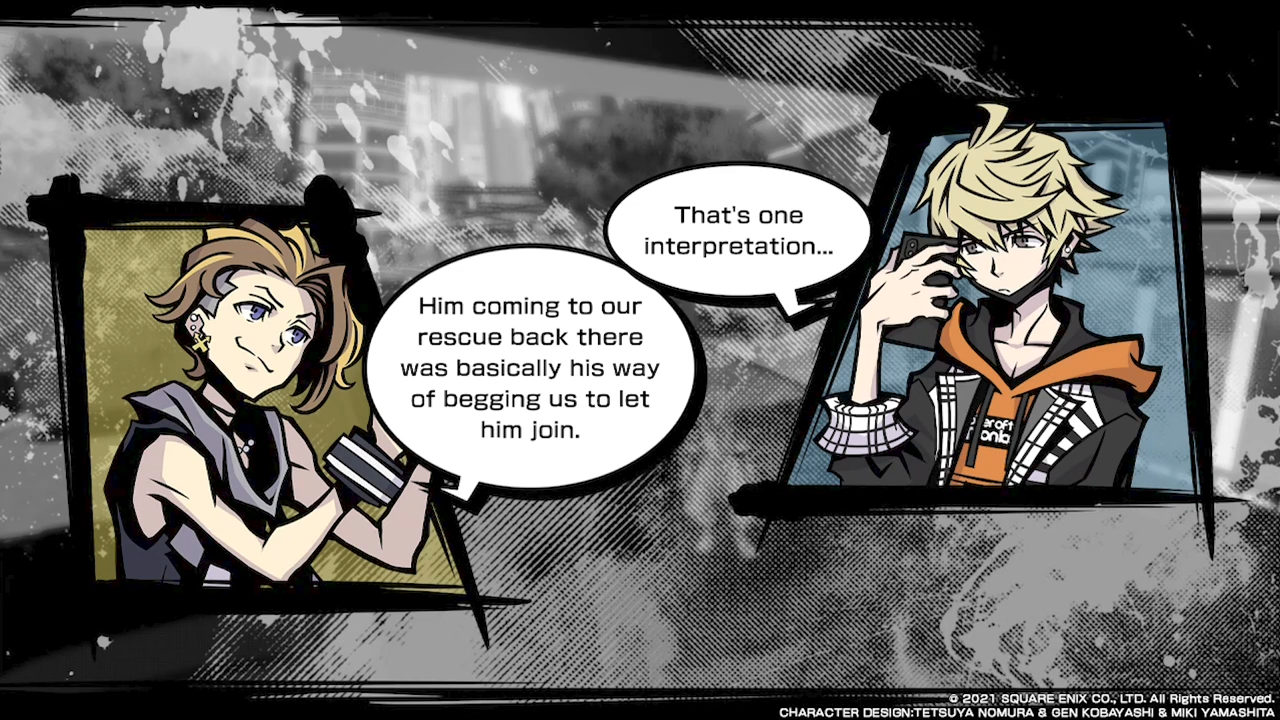 Him coming to our
rescue back there
was basically his way
of begging us to let
him join.
That's one
interpretation...
© 2021 SQUARE ENIX CO., LTD. All Rights Reserved.
CHARACTER DESIGN:TETSUYA NOMURA & GEN KOBAYASHI & MIKI YAMASHITA